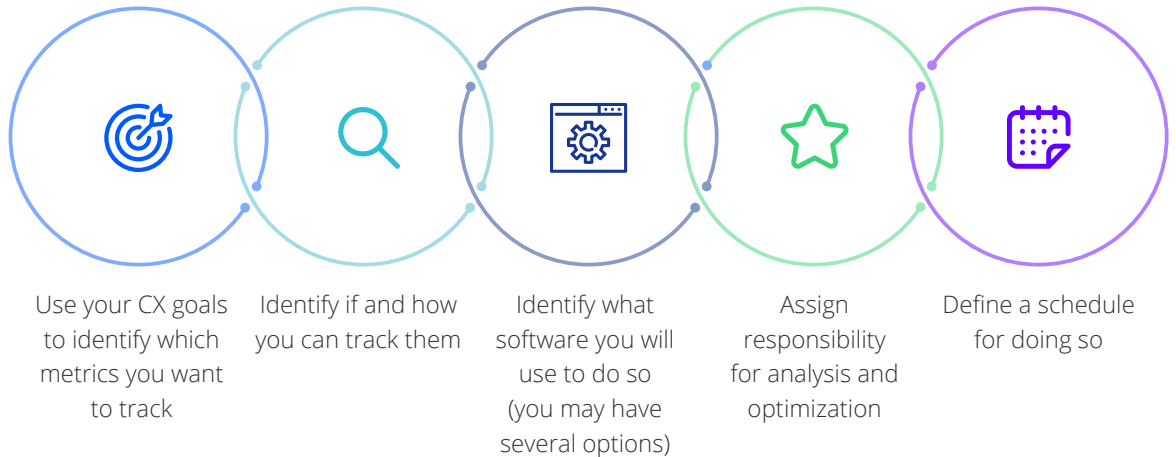 Use your CX goals
to identify which
metrics you want
to track
Identify if and how
you can track them
Identify what
software you will
use to do so
(you may have
several options)
Assign
responsibility
for analysis and
optimization
Define a schedule
for doing so